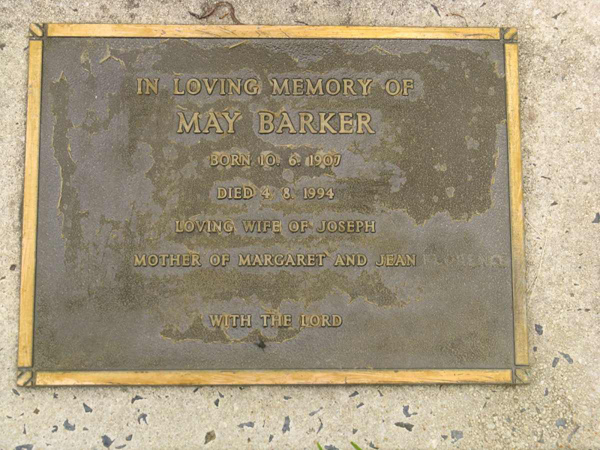 IN LOVING MEMORY OF
MAY BARKER
BORN 10. 6. 1907
DIED 4. 8. 1994
LOVING WIFE OF JOSEPH
MOTHER OF MARGARET AND JEAN FLORENCE
WITH THE LORD